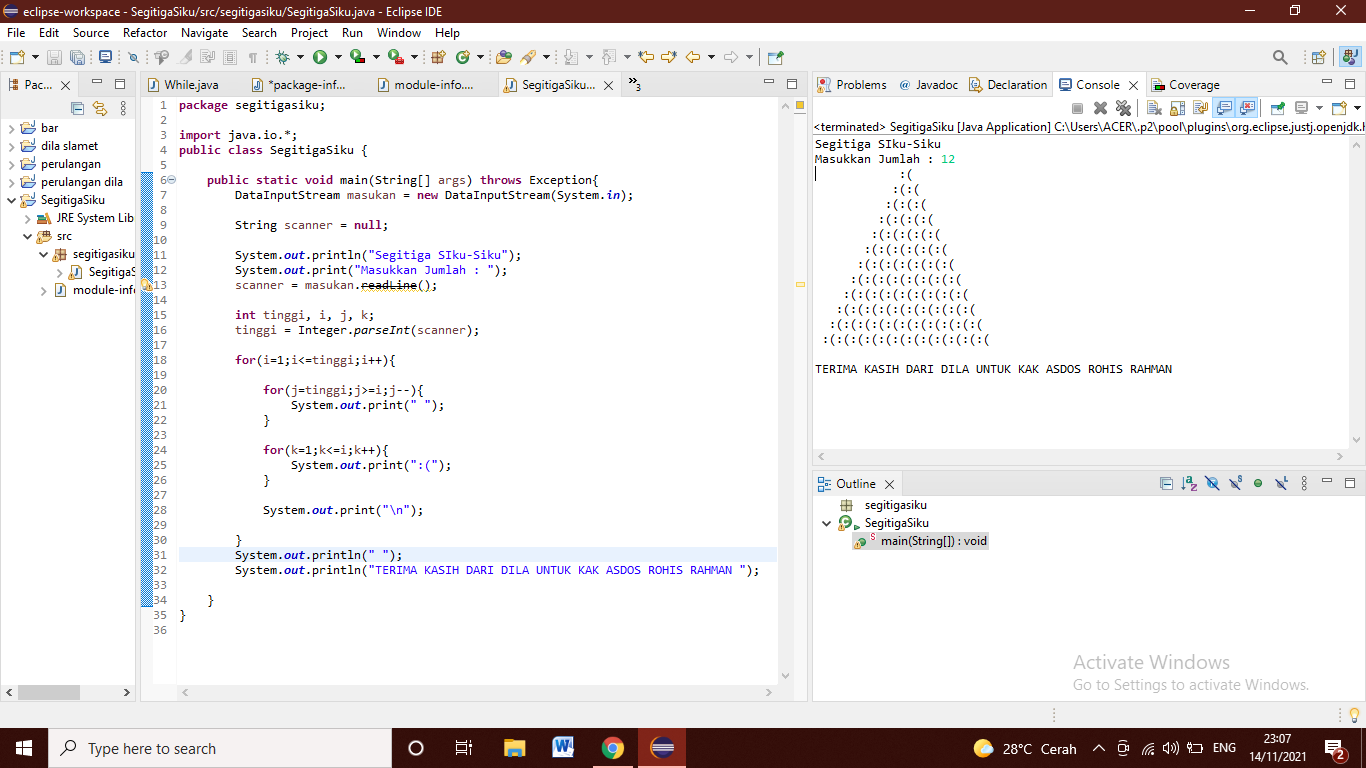 eclipse-workspace - SegitigaSiku/src/segitigasiku/SegitigaSiku.java - Eclipse IDE
File Edit Source Refactor Navigate Search Project Run Window Help
Pac...
bar
dila slamet
perulangan
perulangan dila
SegitigaSiku
JRE System Lib
src
segitigasiku
SegitigaS
module-info
While.java *package-info... module-info.... SegitigaSiku... »3
1 package segitigasiku;
2
3 import java.io.*;
4 public class SegitigaSiku {
5
6 public static void main(String[] args) throws Exception{
7 DataInputStream masukan = new DataInputStream(System.in);
8
9 String scanner = null;
10
11 System.out.println("Segitiga SIku-Siku");
12 System.out.print("Masukkan Jumlah : ");
13 scanner = masukan.readLine();
14
15 int tinggi, i, j, k;
16 tinggi = Integer.parseInt(scanner);
17
18 for(i=1;i<=tinggi;i++){
19
20 for(j=tinggi;j>=i;j--){
21 System.out.print(" ");
22 }
23
24 for(k=1;k<=i;k++){
25 System.out.print(":(");
26 }
27
28 System.out.print("\n");
29
30 }
31 System.out.println(" ");
32 System.out.println("TERIMA KASIH DARI DILA UNTUK KAK ASDOS ROHIS RAHMAN ");
33
34 }
35 }
36
Problems @ Javadoc Declaration Console Coverage
<terminated> SegitigaSiku [Java Application] C:\Users\ACER\.p2\pool\plugins\org.eclipse.justj.openjdk.h
Segitiga SIku-Siku
Masukkan Jumlah : 12
:(
:(:(
:(:(:(
:(:(:(:(
:(:(:(:(:(
:(:(:(:(:(:(
:(:(:(:(:(:(:(
:(:(:(:(:(:(:(:(
:(:(:(:(:(:(:(:(:(
:(:(:(:(:(:(:(:(:(:(
:(:(:(:(:(:(:(:(:(:(:(
:(:(:(:(:(:(:(:(:(:(:(:(
TERIMA KASIH DARI DILA UNTUK KAK ASDOS ROHIS RAHMAN
Outline
segitigasiku
SegitigaSiku
main(String[]) : void
Activate Windows
Go to Settings to activate Windows.
Type here to search
28°C Cerah
ENG
23:07
14/11/2021
2